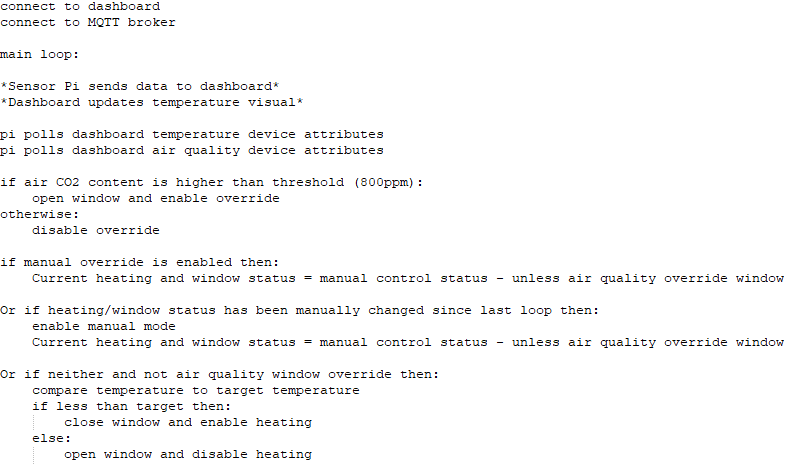 connect to dashboard
connect to MQTT broker
main loop:
*Sensor Pi sends data to dashboard*
*Dashboard updates temperature visual*
pi polls dashboard temperature device attributes
pi polls dashboard air quality device attributes
if air CO2 content is higher than threshold (800ppm):
open window and enable override
otherwise:
disable override
if manual override is enabled then:
Current heating and window status = manual control status - unless air quality override window
Or if heating/window status has been manually changed since last loop then:
enable manual mode
Current heating and window status = manual control status - unless air quality override window
Or if neither and not air quality window override then:
compare temperature to target temperature
if less than target then:
close window and enable heating
else:
open window and disable heating